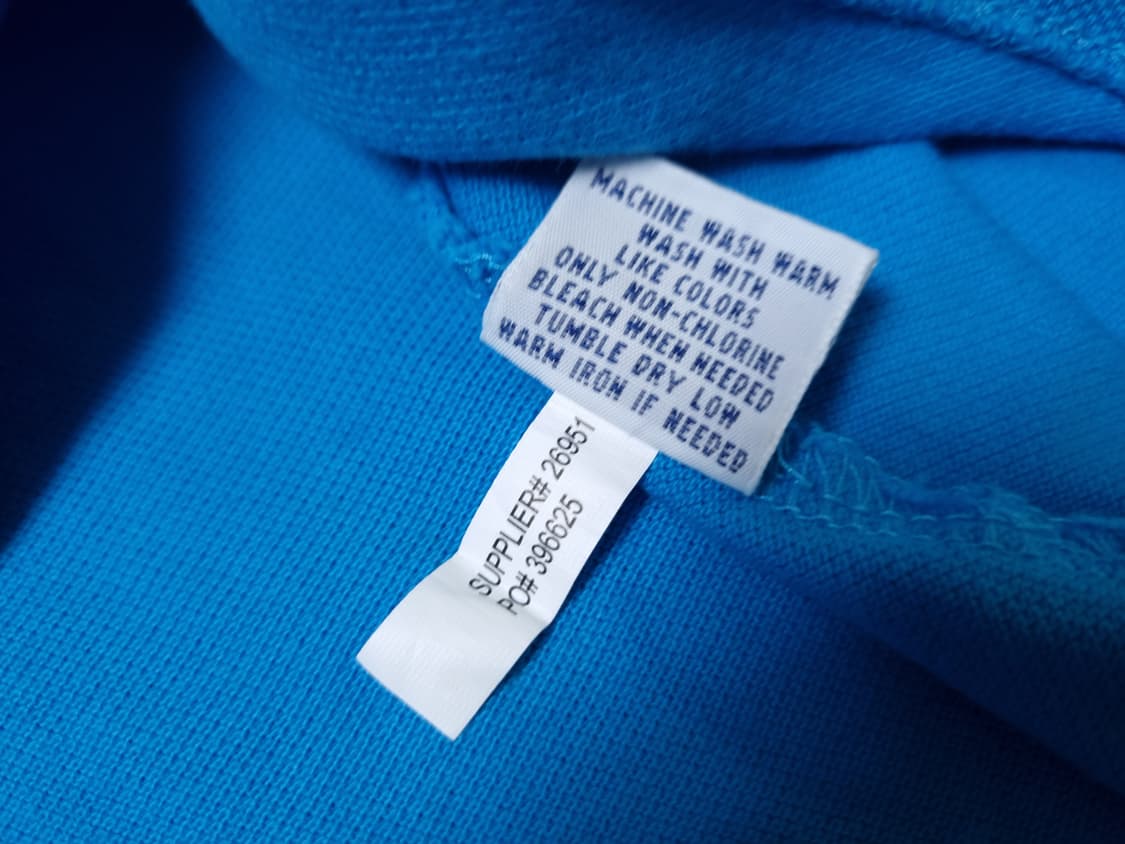 MACHINE WASH WARM
WASH WITH
LIKE COLORS
ONLY NON-CHLORINE
BLEACH WHEN NEEDED
TUMBLE DRY LOW
WARM IRON IF NEEDED
SUPPLIER# 26951
PO# 396625